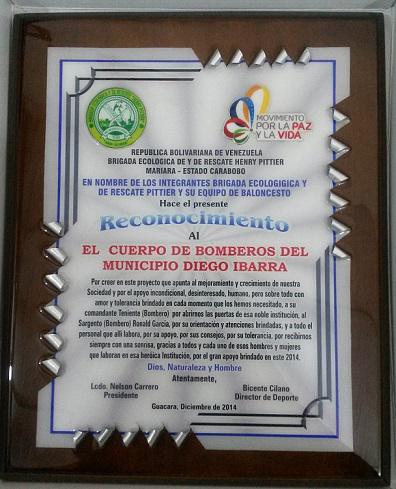 MOVIMIENTO
POR LA PAZ
Y LA VIDA
REPUBLICA BOLIVARIANA DE VENEZUELA
BRIGADA ECOLOGICA DE Y DE RESCATE HENRY PITTIER
MARIARA - ESTADO CARABOBO
EN NOMBRE DE LOS INTEGRANTES BRIGADA ECOLOGIGICA Y
DE RESCATE PITTIER Y SU EQUIPO DE BALONCESTO
Hace el presente
Reconocimiento
Al
EL CUERPO DE BOMBEROS DEL
MUNICIPIO DIEGO IBARRA
Por creer en este proyecto que apunta al mejoramiento y crecimiento de nuestra
Sociedad y por el apoyo incondicional, desinteresado, humano, pero sobre todo con
amor y tolerancia brindado en cada momento que los hemos necesitado, a su
comandante Teniente (Bombero) por abrirnos las puertas de esa noble institución, al
Sargento (Bombero) Ronald Garcia, por su orientación y atenciones brindadas, y a todo el
personal que allí labora, por su apoyo, por sus consejos, por su tolerancia, por recibirnos
siempre con una sonrisa, gracias a todos y cada uno de esos hombres y mujeres
que laboran en esa heróica Institución, por el gran apoyo brindado en este 2014.
Dios, Naturaleza y Hombre
Atentamente,
Lcdo. Nelson Carrero
Presidente
Bicente Cilano
Director de Deporte
Guacara, Diciembre de 2014